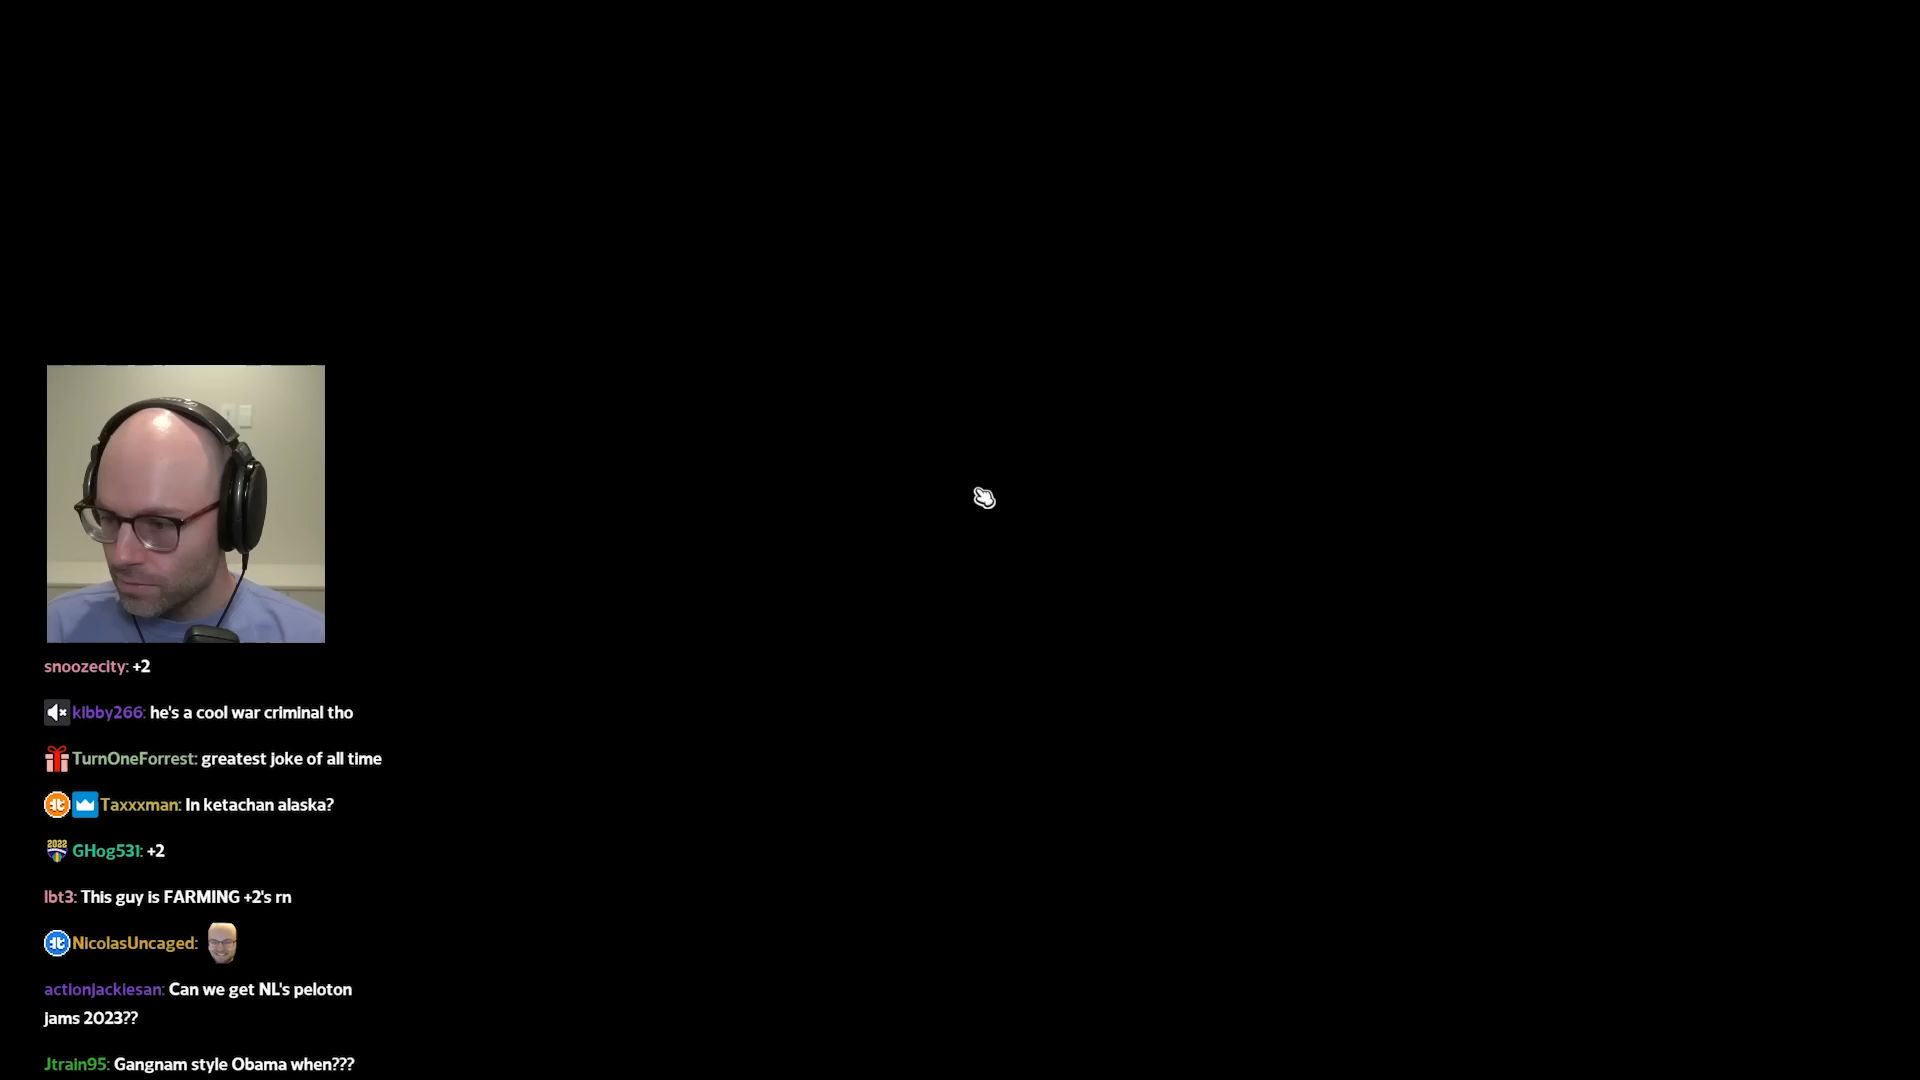 snoozecity: +2
kibby266: he's a cool war criminal tho
TurnOneForrest: greatest joke of all time
Taxxxman: In ketachan alaska?
2022
GHog531: +2
lbt3: This guy is FARMING +2's rn
NicolasUncaged:
actionjackiesan: Can we get NL's peloton
jams 2023??
Jtrain95: Gangnam style Obama when???